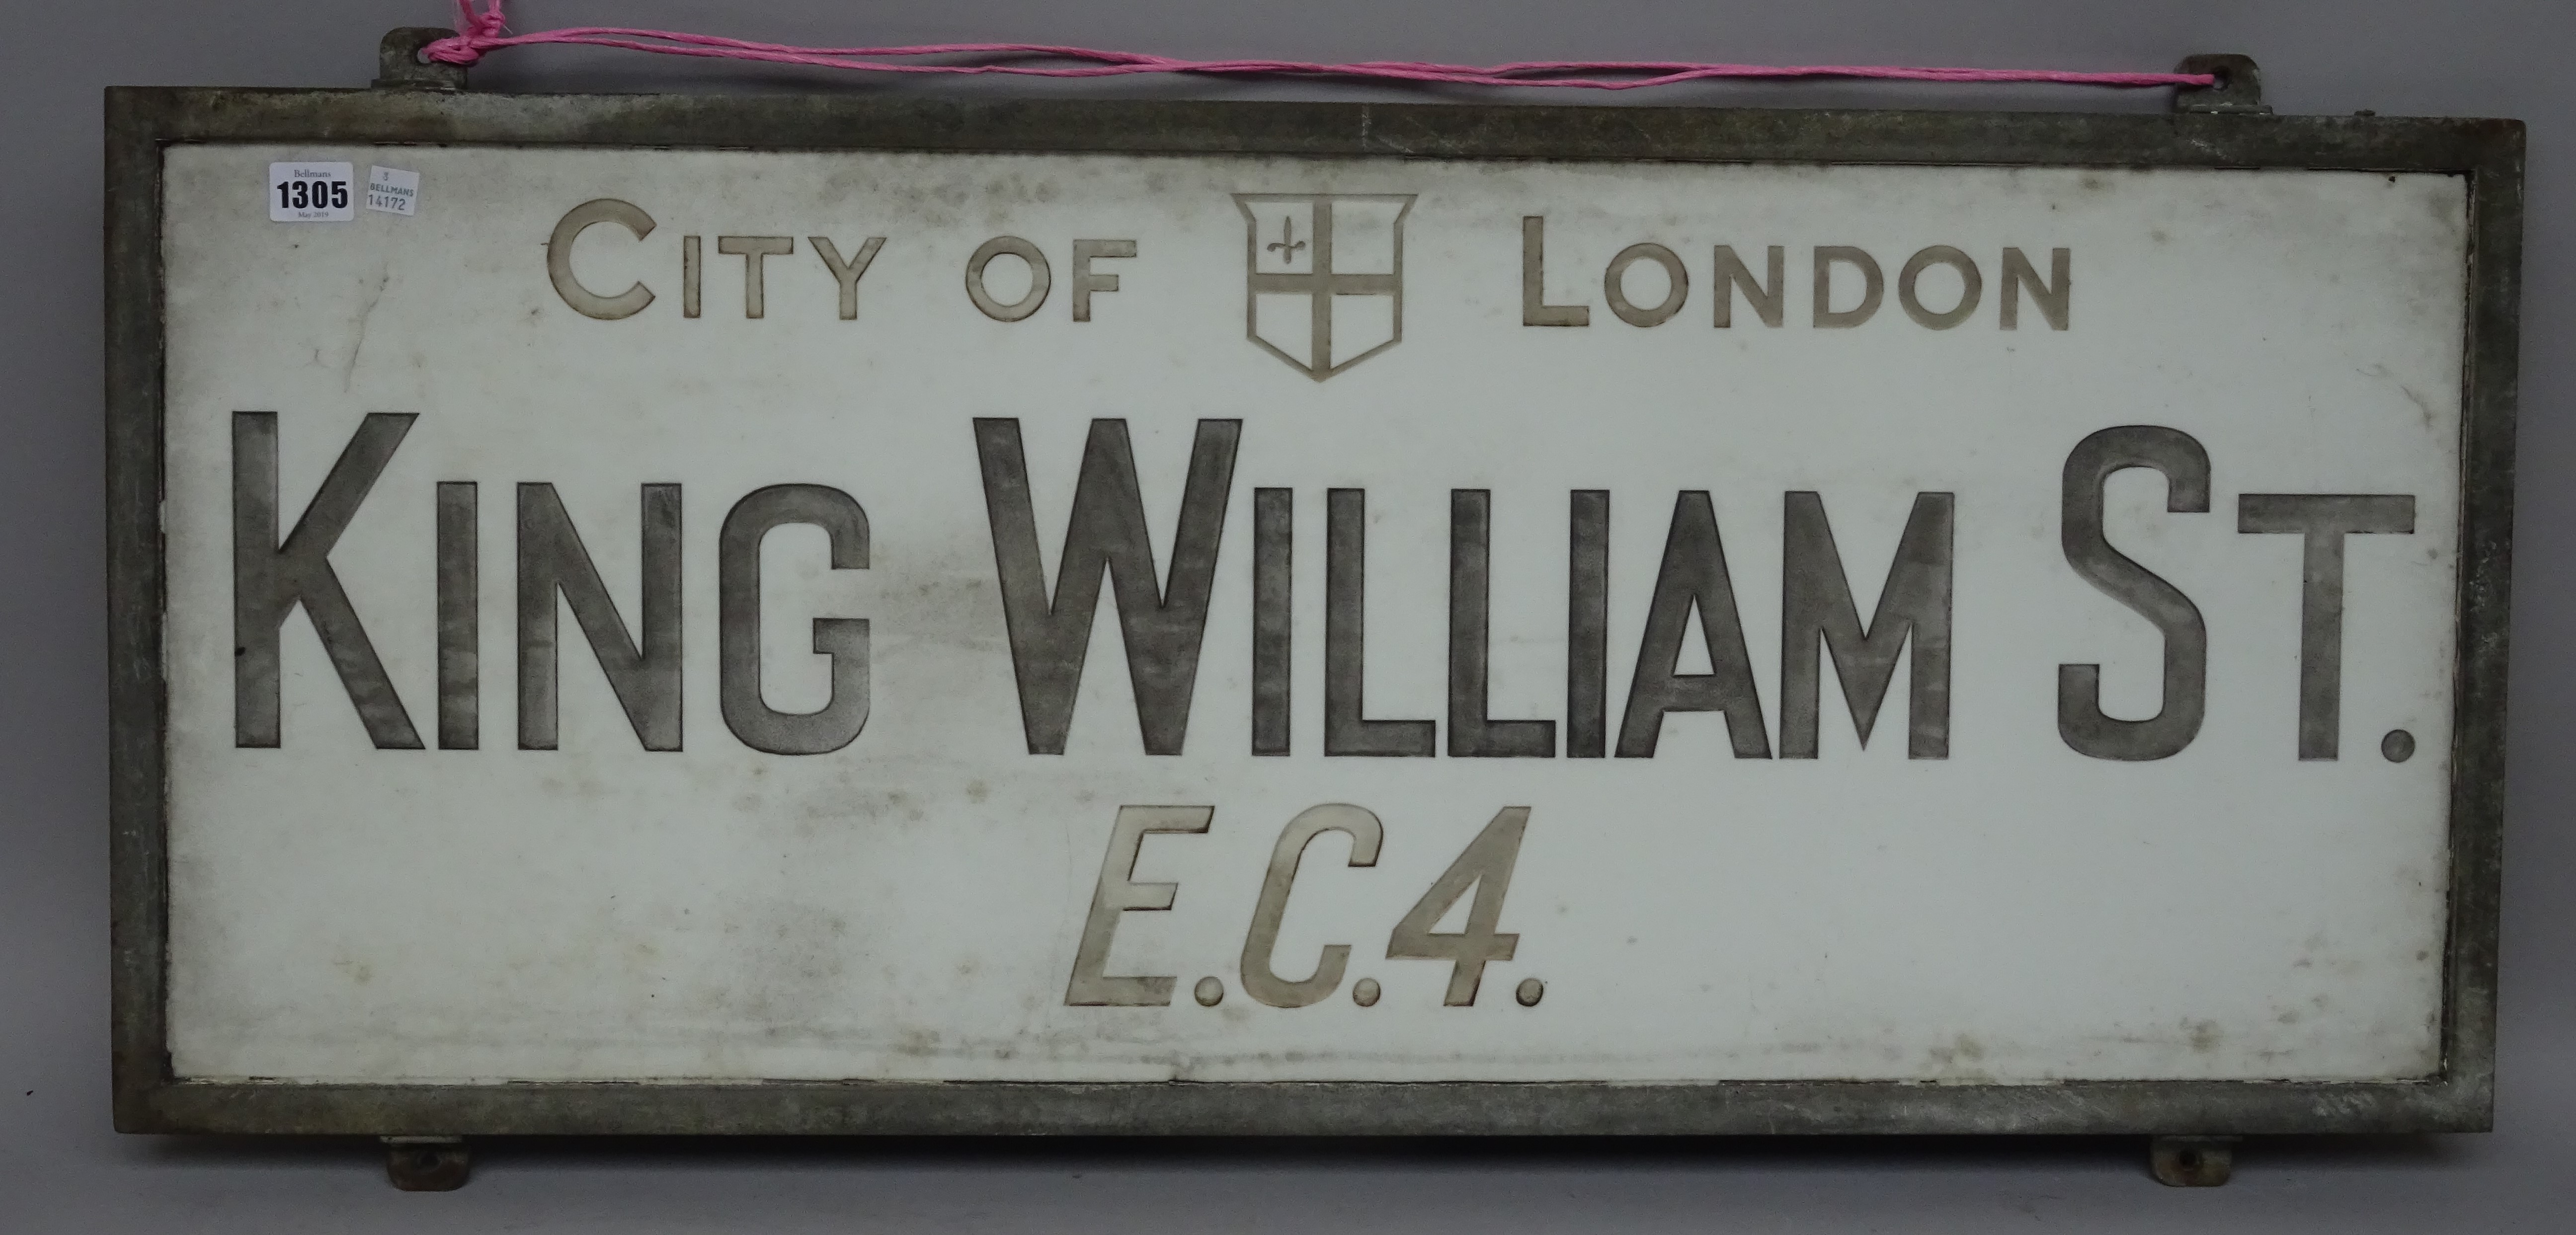 Bellmans
1305
May 2019
BELLMANS
14172
CITY OF LONDON
KING WILLIAM ST.
E.C.4.